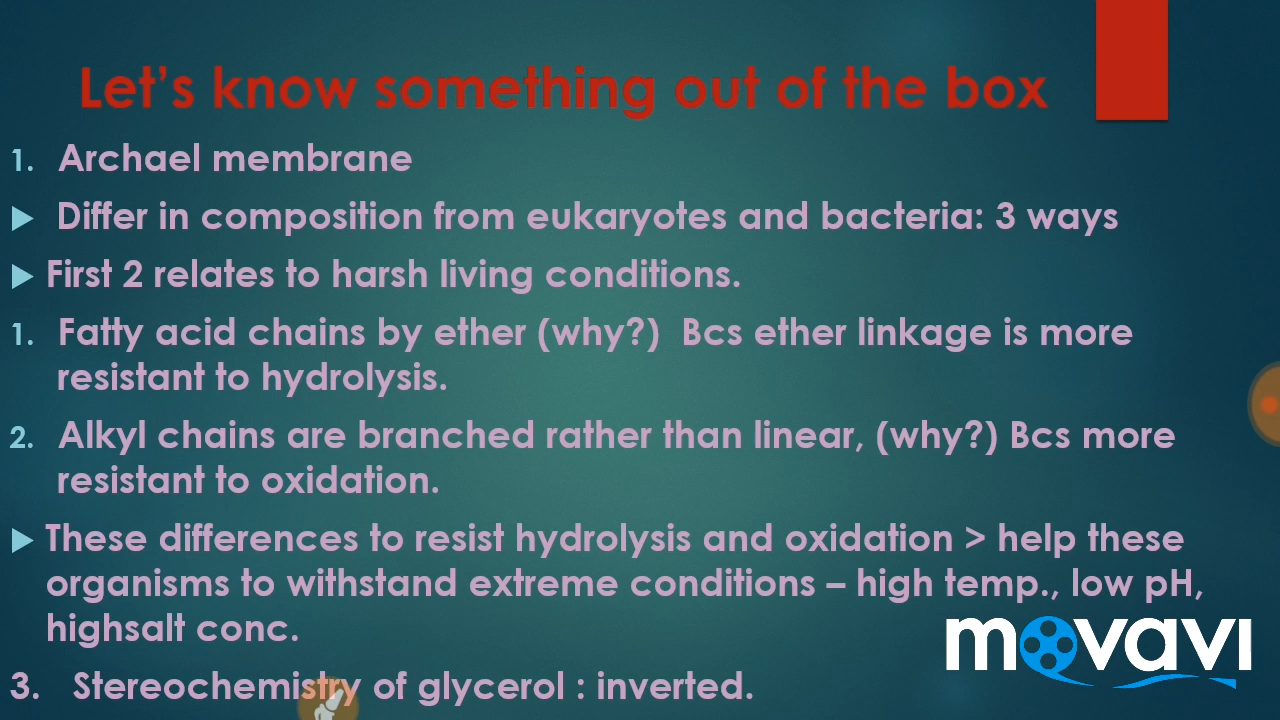 Let's know something out of the box
1. Archael membrane
Differ in composition from eukaryotes and bacteria: 3 ways
First 2 relates to harsh living conditions.
1. Fatty acid chains by ether (why?) Bcs ether linkage is more
resistant to hydrolysis.
2. Alkyl chains are branched rather than linear, (why?) Bcs more
resistant to oxidation.
These differences to resist hydrolysis and oxidation > help these
organisms to withstand extreme conditions – high temp., low pH,
highsalt conc.
movavi
3. Stereochemistry of glycerol : inverted.